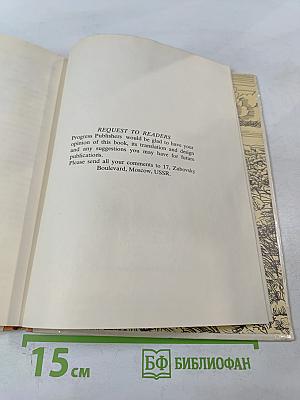 REQUEST TO READERS
Progress Publishers would be glad to have your
opinion of this book, its translation and design
and any suggestions you may have for future
publications.
Please send all your comments to 17, Zubovsky
Boulevard, Moscow, USSR.
15 см
БФ БИБЛИОФАН